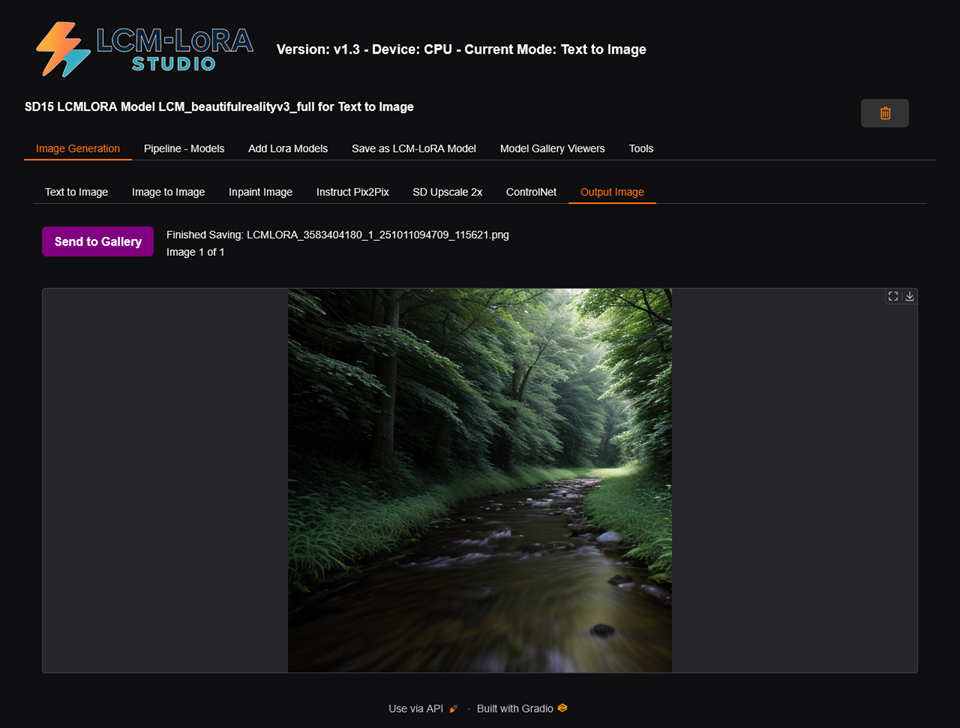 LCM-LoRA
STUDIO
Version: v1.3 - Device: CPU - Current Mode: Text to Image
SD15 LCMLORA Model LCM_beautifulrealityv3_full for Text to Image
Image Generation Pipeline - Models Add Lora Models Save as LCM-LoRA Model Model Gallery Viewers Tools
Text to Image Image to Image Inpaint Image Instruct Pix2Pix SD Upscale 2x ControlNet Output Image
Send to Gallery
Finished Saving: LCMLORA_3583404180_1_251011094709_115621.png
Image 1 of 1
Use via API · Built with Gradio